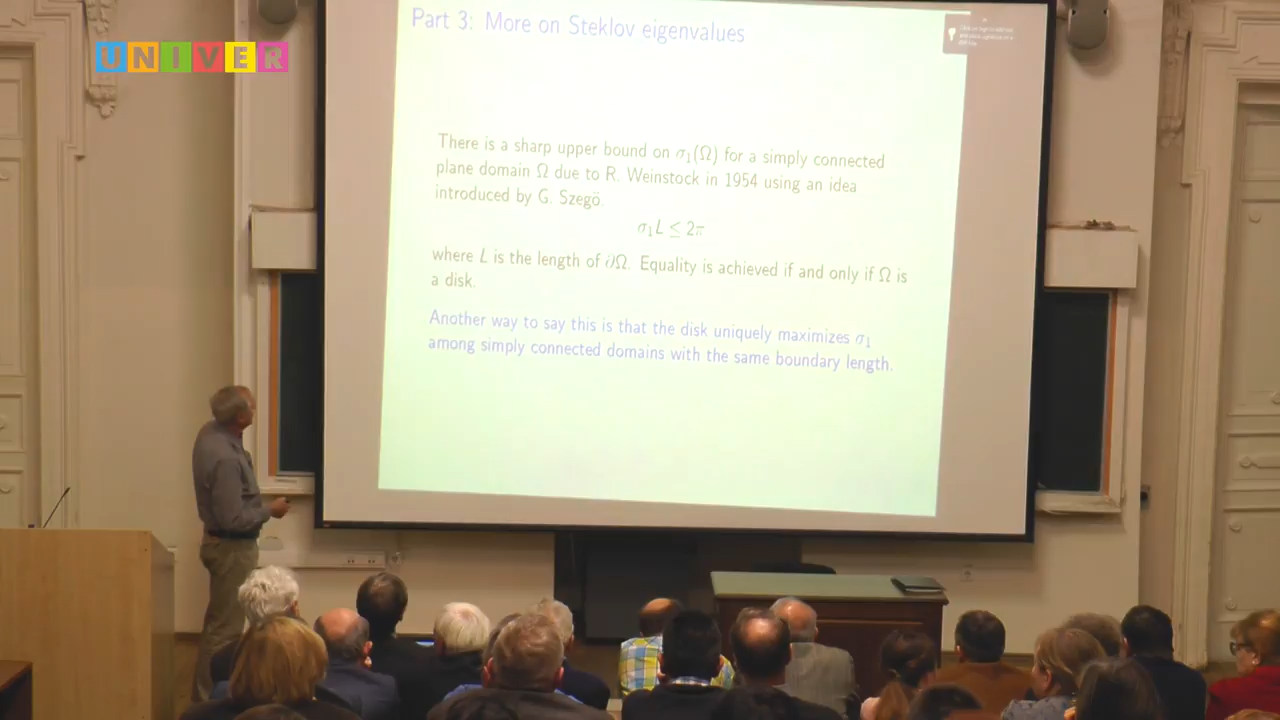 UNIVER
Part 3: More on Steklov eigenvalues
There is a sharp upper bound on σ₁(Ω) for a simply connected
plane domain Ω due to R. Weinstock in 1954 using an idea
introduced by G. Szegö.
σ₁L ≤ 2π
where L is the length of ∂Ω. Equality is achieved if and only if Ω is
a disk.
Another way to say this is that the disk uniquely maximizes σ₁
among simply connected domains with the same boundary length.